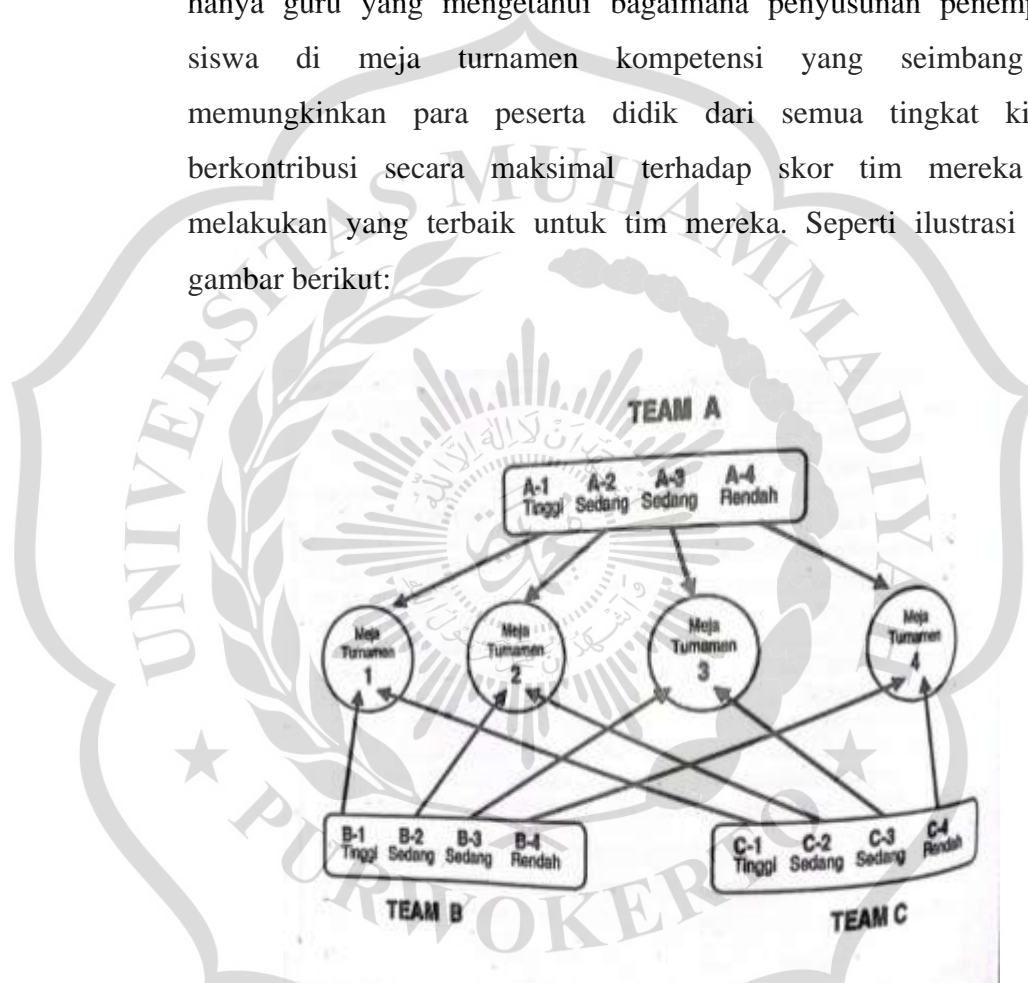 hanya guru yang mengetahui bagaimana penyusunan
siswa di meja turnamen kompetensi yang seimbang
memungkinkan para peserta didik dari semua tingkat
berkontribusi secara maksimal terhadap skor tim mereka
melakukan yang terbaik untuk tim mereka. Seperti ilustrasi
gambar berikut:
UNIVERSITAS MUHAMMADIYAH
TEAM A
A-1 A-2 A-3 A-4
Tinggi Sedang Sedang Rendah
Meja Meja Meja Meja
Turnamen Turnamen Turnamen Turnamen
1 2 3 4
B-1 B-2 B-3 B-4
Tinggi Sedang Sedang Rendah
C-1 C-2 C-3 C-4
Tinggi Sedang Sedang Rendah
TEAM B
TEAM C
PURWOKERTO